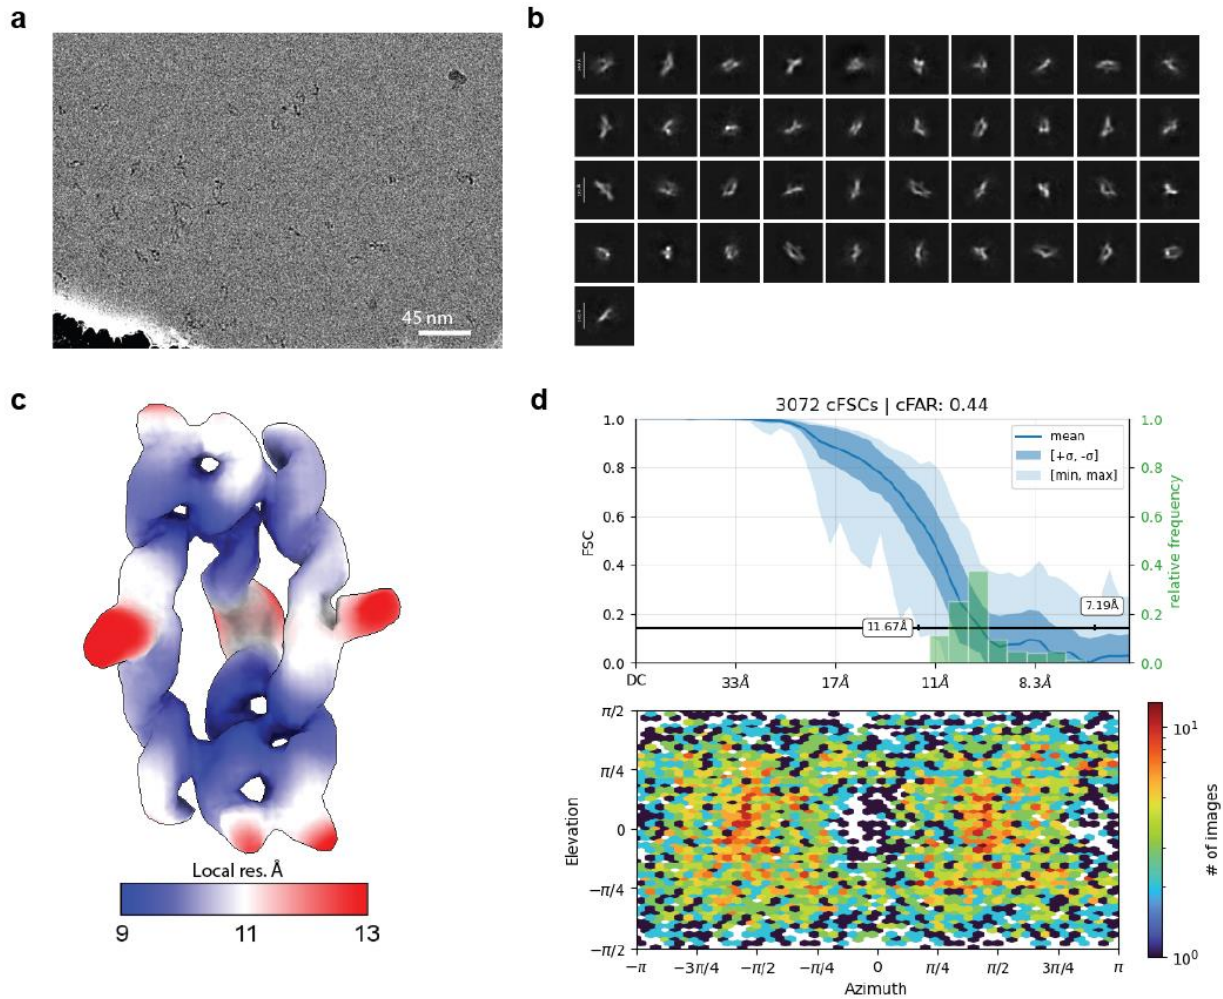 a
45 nm
b
c
Local res. Å
9
11
13
d
3072 cFSCs | cFAR: 0.44
1.0
0.8
0.6
0.4
0.2
0.0
FSC
mean
[+σ, -σ]
[min, max]
11.67Å
7.19Å
1.0
0.8
0.6
0.4
0.2
0.0
relative frequency
DC
33Å
17Å
11Å
8.3Å
π/2
π/4
0
−π/4
−π/2
Elevation
−π
−3π/4
−π/2
−π/4
0
π/4
π/2
3π/4
π
Azimuth
10¹
10⁰
# of images